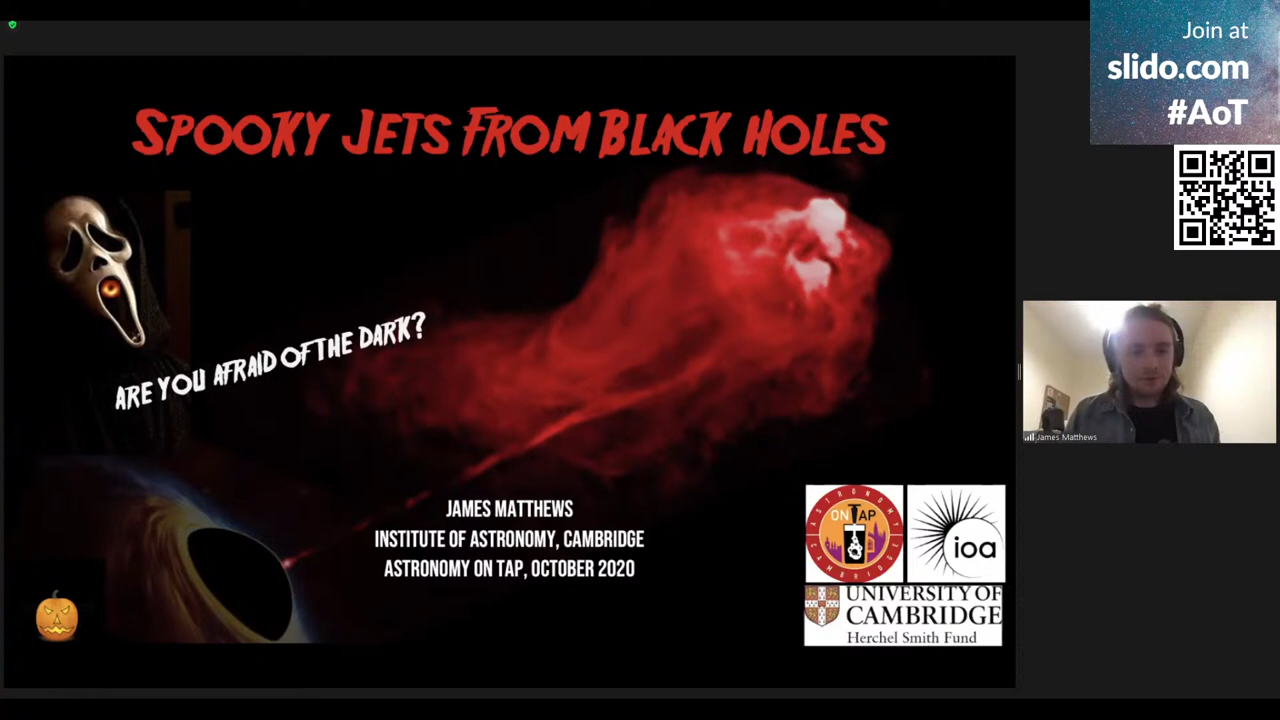 Join at
slido.com
#AoT
SPOOKY JETS FROM BLACK HOLES
ARE YOU AFRAID OF THE DARK?
JAMES MATTHEWS
INSTITUTE OF ASTRONOMY, CAMBRIDGE
ASTRONOMY ON TAP, OCTOBER 2020
ASTRONOMY
ON TAP
CAMBRIDGE
ioa
UNIVERSITY OF
CAMBRIDGE
Herchel Smith Fund
James Matthews